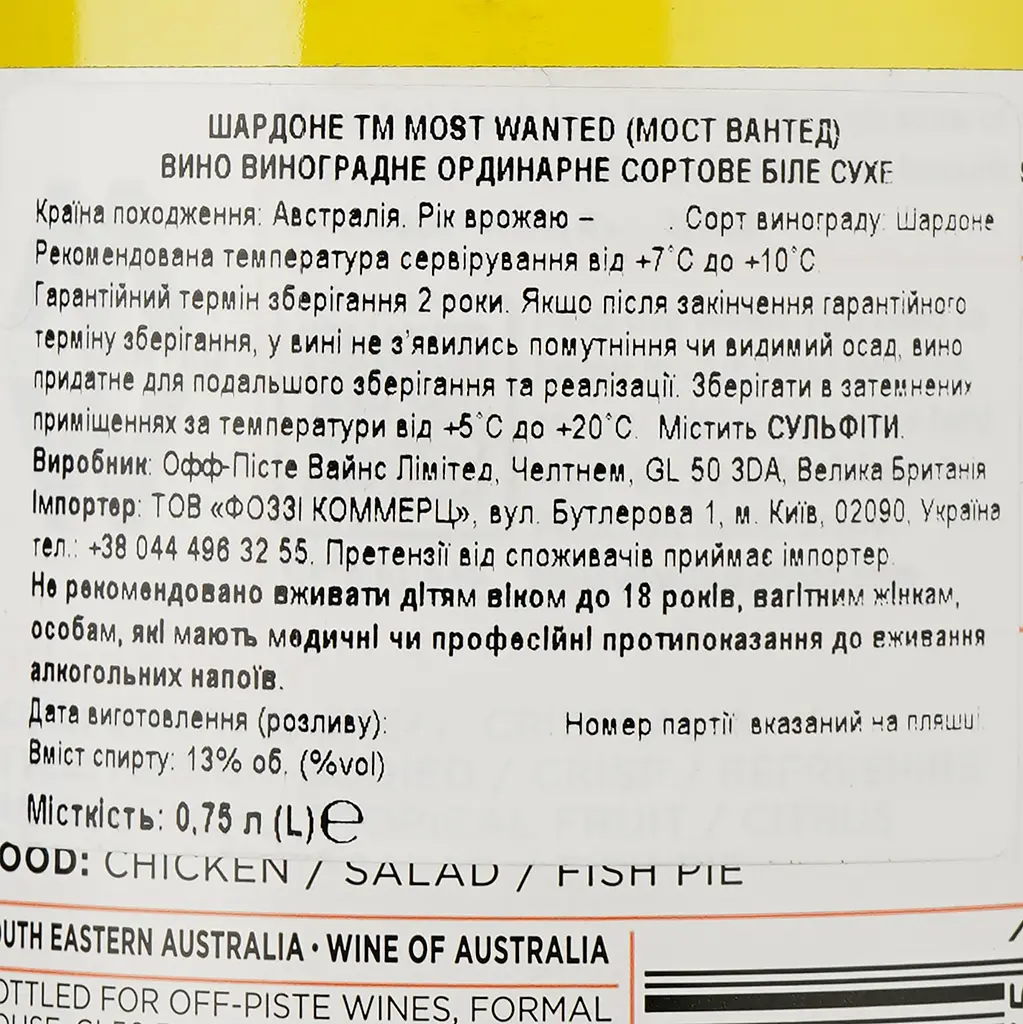 ШАРДОНЕ ТМ MOST WANTED (МОСТ ВАНТЕД)
ВИНО ВИНОГРАДНЕ ОРДИНАРНЕ СОРТОВЕ БІЛЕ СУХЕ
Країна походження: Австралія. Рік врожаю – . Сорт винограду: Шардоне
Рекомендована температура сервірування від +7°С до +10°С
Гарантійний термін зберігання 2 роки. Якщо після закінчення гарантійного
терміну зберігання, у вині не з'явились помутніння чи видимий осад, вино
придатне для подальшого зберігання та реалізації. Зберігати в затемнених
приміщеннях за температури від +5°С до +20°С. Містить СУЛЬФІТИ.
Виробник: Офф-Пісте Вайнс Лімітед, Челтнем, GL 50 3DA, Велика Британія
Імпортер: ТОВ «ФОЗЗІ КОММЕРЦ», вул. Бутлерова 1, м. Київ, 02090, Україна
тел.: +38 044 496 32 55. Претензії від споживачів приймає імпортер.
Не рекомендовано вживати дітям віком до 18 років, вагітним жінкам,
особам, які мають медичні чи професійні протипоказання до вживання
алкогольних напоїв.
Дата виготовлення (розливу): Номер партії вказаний на пляшці
Вміст спирту: 13% об. (%vol)
Місткість: 0,75 л (L) ℮
OOD: CHICKEN / SALAD / FISH PIE
OUTH EASTERN AUSTRALIA • WINE OF AUSTRALIA
OTTLED FOR OFF-PISTE WINES, FORMAL